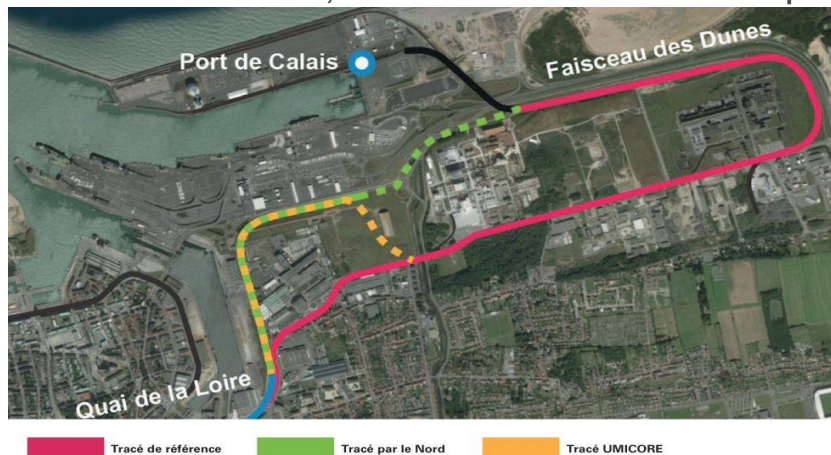 Port de Calais
Faisceau des Dunes
Quai de la Loire
Tracé de référence
Tracé par le Nord
Tracé UMICORE